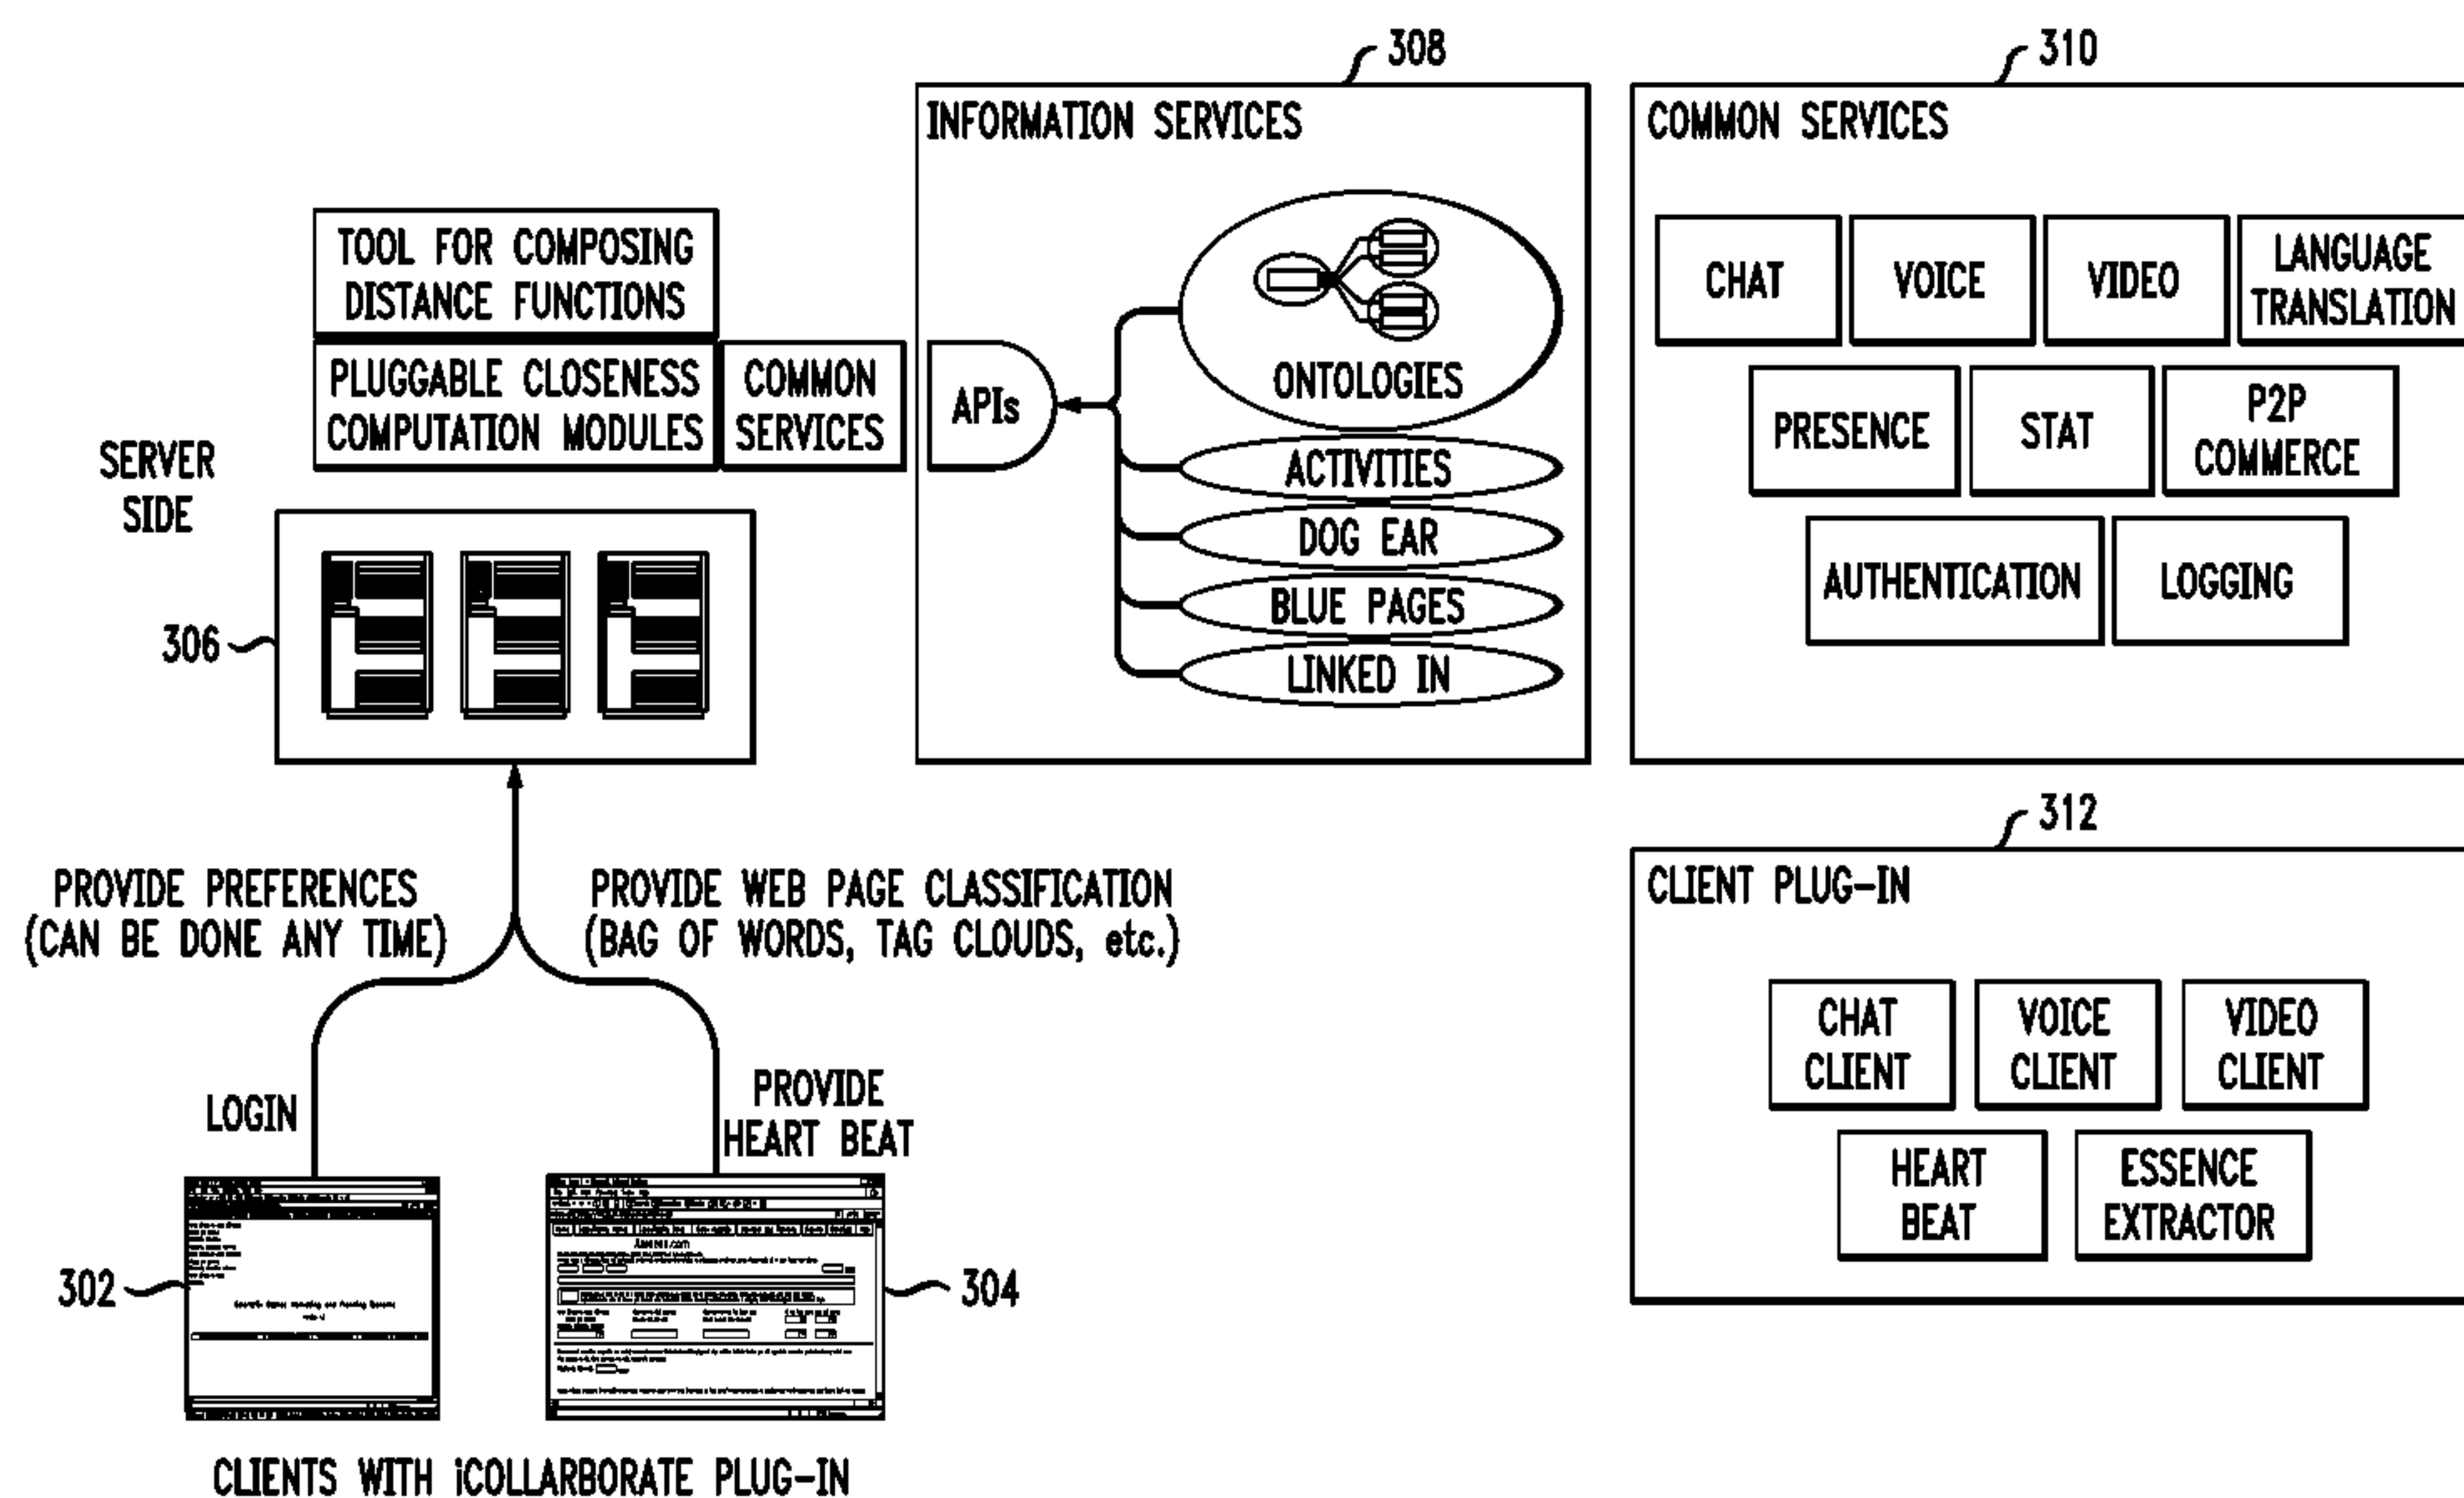 308
INFORMATION SERVICES
TOOL FOR COMPOSING
DISTANCE FUNCTIONS
PLUGGABLE CLOSENESS
COMPUTATION MODULES
COMMON
SERVICES
APIs
ONTOLOGIES
ACTIVITIES
DOG EAR
BLUE PAGES
LINKED IN
310
COMMON SERVICES
CHAT
VOICE
VIDEO
LANGUAGE
TRANSLATION
PRESENCE
STAT
P2P
COMMERCE
AUTHENTICATION
LOGGING
SERVER
SIDE
306
PROVIDE PREFERENCES
(CAN BE DONE ANY TIME)
PROVIDE WEB PAGE CLASSIFICATION
(BAG OF WORDS, TAG CLOUDS, etc.)
LOGIN
PROVIDE
HEART BEAT
302
304
CLIENTS WITH iCOLLARBORATE PLUG-IN
312
CLIENT PLUG-IN
CHAT
CLIENT
VOICE
CLIENT
VIDEO
CLIENT
HEART
BEAT
ESSENCE
EXTRACTOR